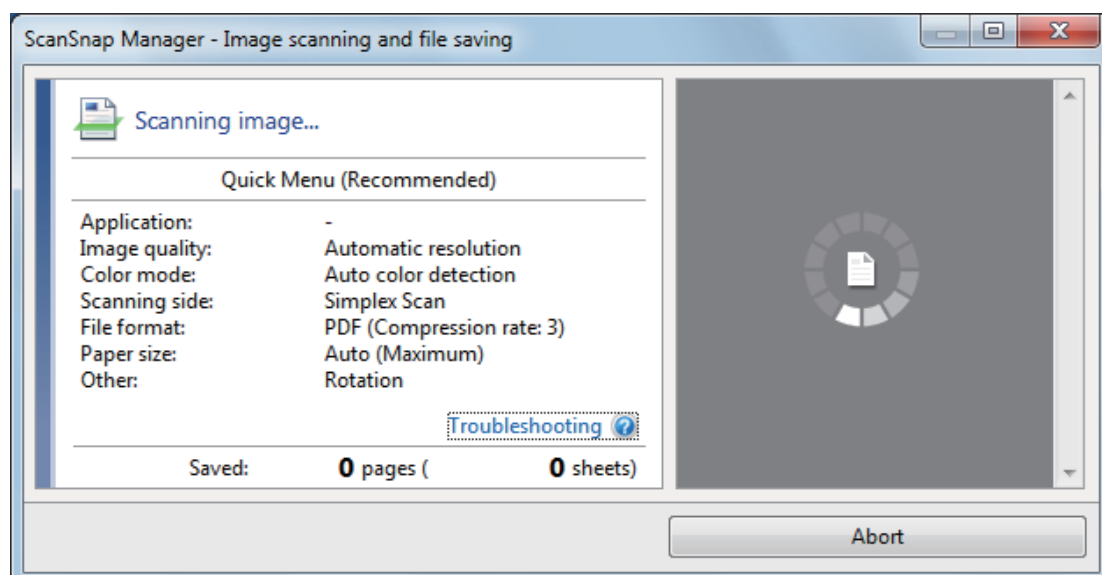 ScanSnap Manager - Image scanning and file saving
Scanning image...
Quick Menu (Recommended)
Application: -
Image quality: Automatic resolution
Color mode: Auto color detection
Scanning side: Simplex Scan
File format: PDF (Compression rate: 3)
Paper size: Auto (Maximum)
Other: Rotation
Troubleshooting ?
Saved: 0 pages ( 0 sheets)
Abort